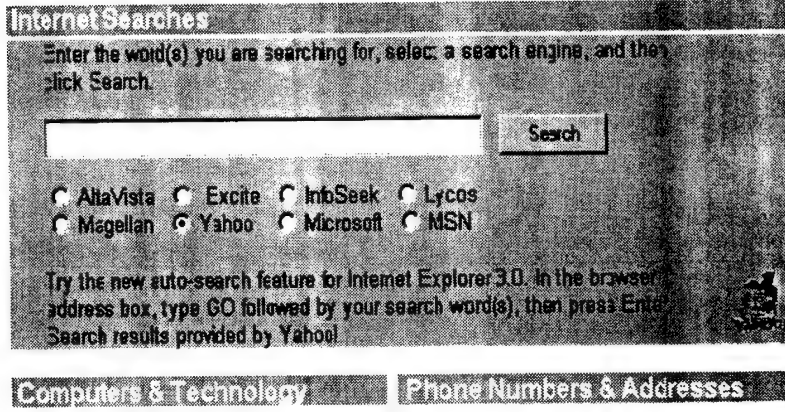 Internet Searches
Enter the word(s) you are searching for, select a search engine, and then
click Search.
Search
AltaVista Excite InfoSeek Lycos
Magellan Yahoo Microsoft MSN
Try the new auto-search feature for Internet Explorer 3.0. In the browser
address box, type GO followed by your search word(s), then press Enter
Search results provided by Yahoo!
Computers & Technology Phone Numbers & Addresses